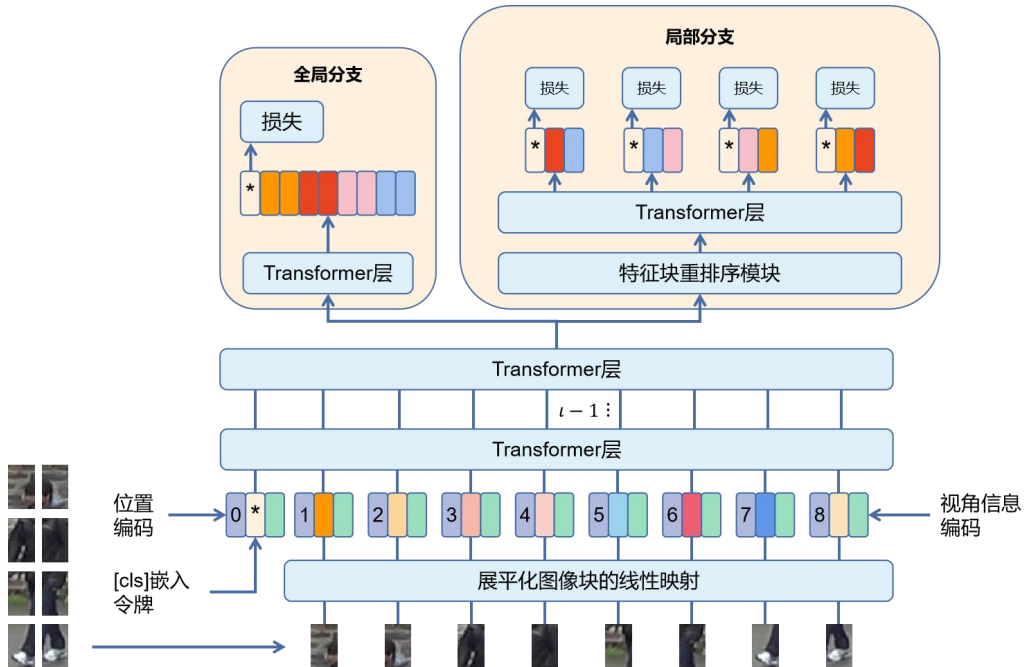 局部分支
全局分支
损失 损失 损失 损失
损失
* * * *
*
Transformer层
Transformer层
特征块重排序模块
Transformer层
ι − 1 ⋮
Transformer层
位置
编码
0 * 1 2 3 4 5 6 7 8
视角信息
编码
[cls]嵌入
令牌
展平化图像块的线性映射